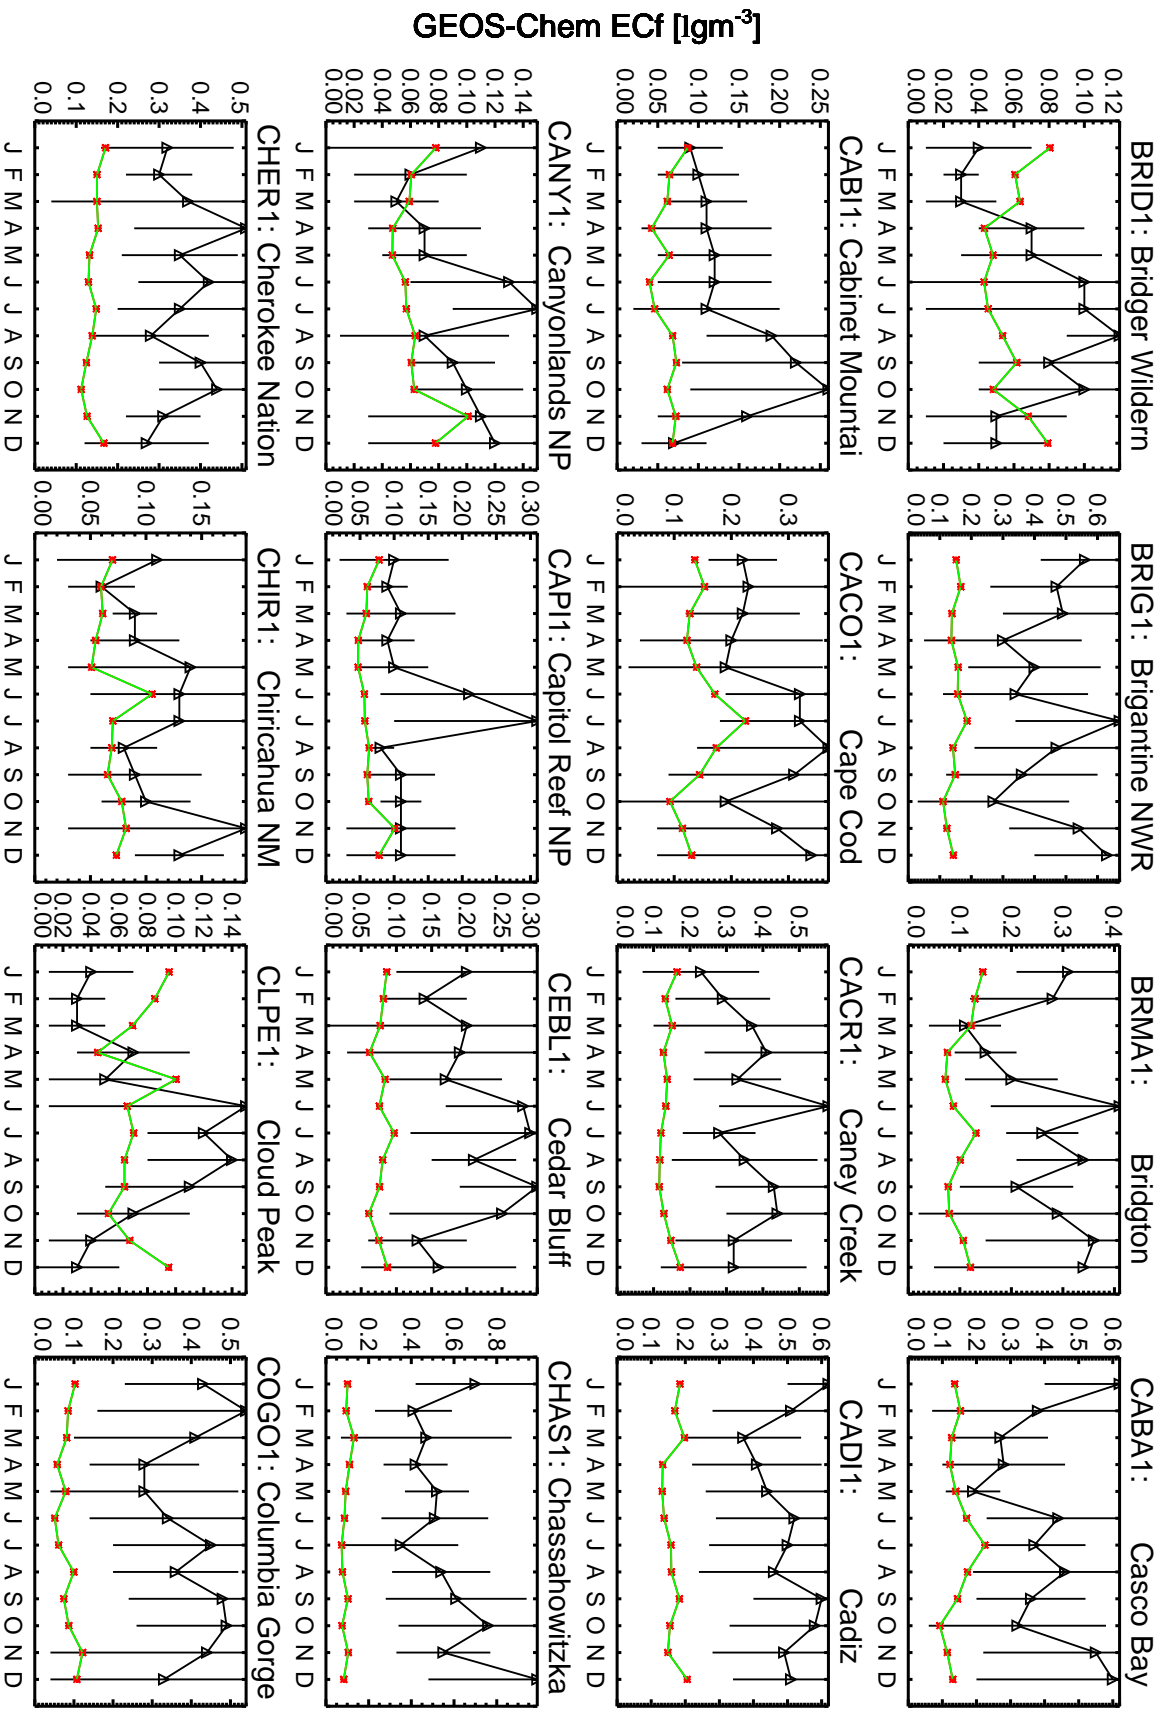 GEOS-Chem ECf [Igm-3]
BRID1: Bridger Wildern
0.00 0.02 0.04 0.06 0.08 0.10 0.12
J F M A M J J A S O N D
BRIG1: Brigantine NWR
0.0 0.1 0.2 0.3 0.4 0.5 0.6
J F M A M J J A S O N D
BRMA1: Bridgton
0.0 0.1 0.2 0.3 0.4
J F M A M J J A S O N D
CABA1: Casco Bay
0.0 0.1 0.2 0.3 0.4 0.5 0.6
J F M A M J J A S O N D
CABI1: Cabinet Mountai
0.00 0.05 0.10 0.15 0.20 0.25
J F M A M J J A S O N D
CACO1: Cape Cod
0.0 0.1 0.2 0.3
J F M A M J J A S O N D
CACR1: Caney Creek
0.0 0.1 0.2 0.3 0.4 0.5
J F M A M J J A S O N D
CADI1: Cadiz
0.0 0.1 0.2 0.3 0.4 0.5 0.6
J F M A M J J A S O N D
CANY1: Canyonlands NP
0.00 0.02 0.04 0.06 0.08 0.10 0.12 0.14
J F M A M J J A S O N D
CAPI1: Capitol Reef NP
0.00 0.05 0.10 0.15 0.20 0.25 0.30
J F M A M J J A S O N D
CEBL1: Cedar Bluff
0.00 0.05 0.10 0.15 0.20 0.25 0.30
J F M A M J J A S O N D
CHAS1: Chassahowitzka
0.0 0.2 0.4 0.6 0.8
J F M A M J J A S O N D
CHER1: Cherokee Nation
0.0 0.1 0.2 0.3 0.4 0.5
J F M A M J J A S O N D
CHIR1: Chiricahua NM
0.00 0.05 0.10 0.15
J F M A M J J A S O N D
CLPE1: Cloud Peak
0.00 0.02 0.04 0.06 0.08 0.10 0.12 0.14
J F M A M J J A S O N D
COGO1: Columbia Gorge
0.0 0.1 0.2 0.3 0.4 0.5
J F M A M J J A S O N D